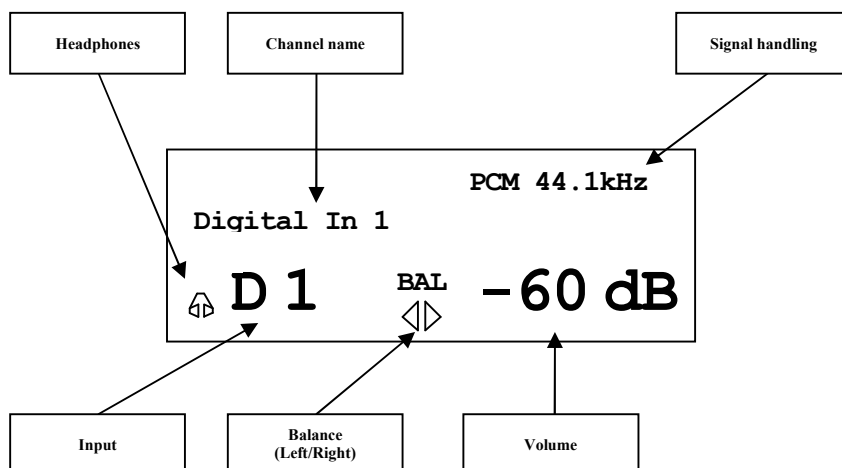 Headphones
Channel name
Signal handling
PCM 44.1kHz
Digital In 1
D 1
BAL
-60 dB
Input
Balance
(Left/Right)
Volume